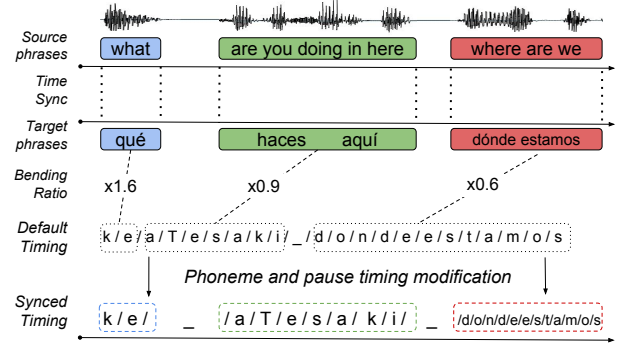 Source phrases what are you doing in here where are we
Time Sync
Target phrases qué haces aquí dónde estamos
Bending Ratio x1.6 x0.9 x0.6
Default Timing k / e / a / T / e / s / a / k / i / _ / d / o / n / d / e / e / s / t / a / m / o / s
Phoneme and pause timing modification
Synced Timing k / e / _ / a / T / e / s / a / k / i / _ /d/o/n/d/e/e/s/t/a/m/o/s